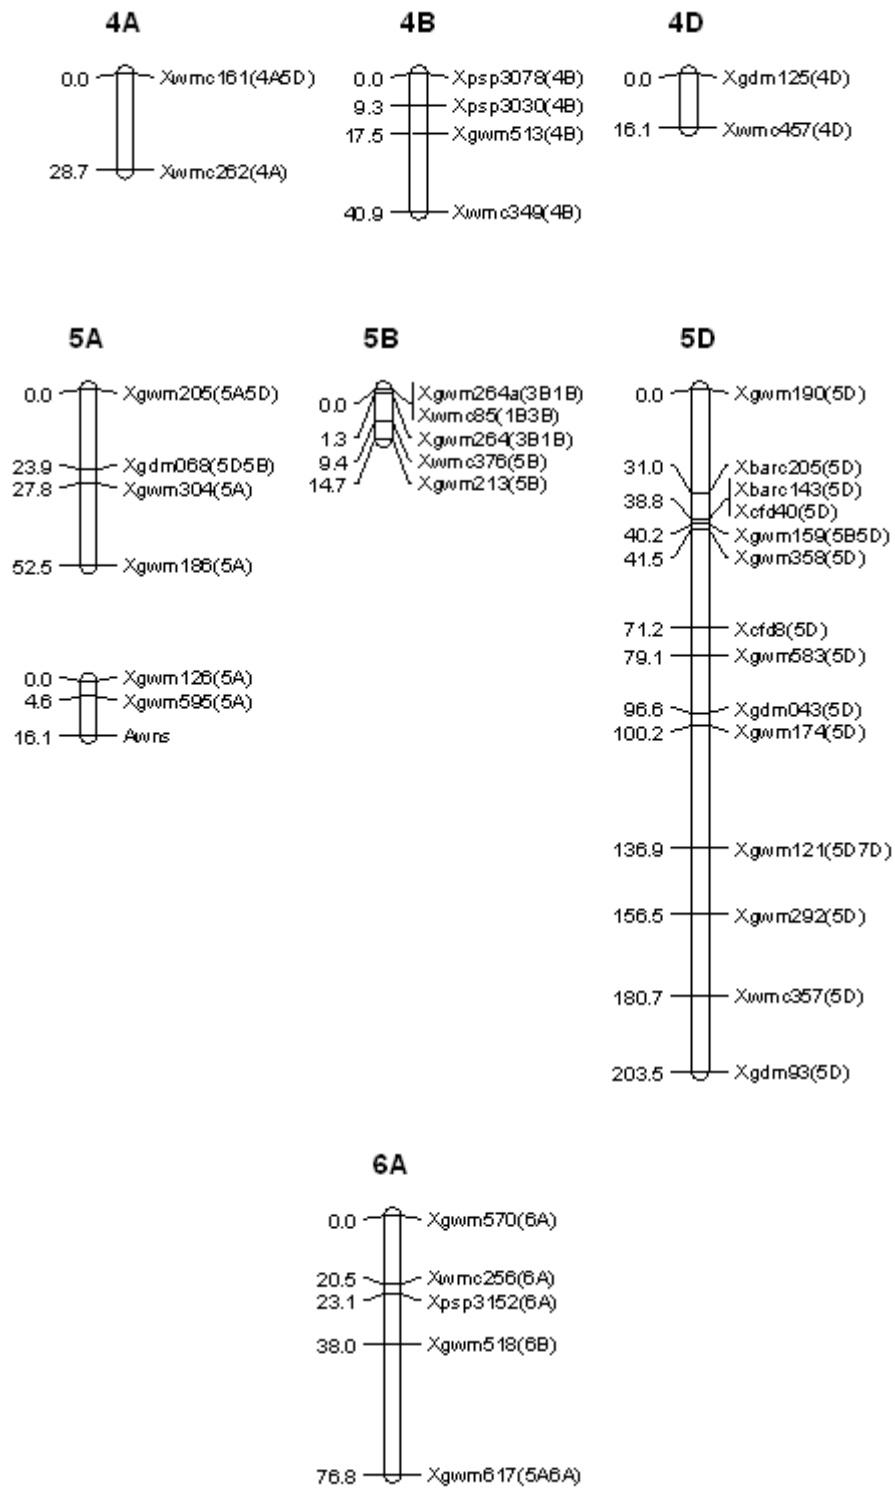 4A 4B 4D
0.0 Xwmc161(4A5D) 0.0 Xpsp3078(4B) 0.0 Xgdm125(4D)
9.3 Xpsp3030(4B)
16.1 Xwmc457(4D)
17.5 Xgwm513(4B)
28.7 Xwmc262(4A)
40.9 Xwmc349(4B)
5A 5B 5D
0.0 Xgwm205(5A5D)
23.9 Xgdm068(5D5B)
27.8 Xgwm304(5A)
52.5 Xgwm186(5A)
0.0 Xgwm126(5A)
4.6 Xgwm595(5A)
16.1 Awns
0.0 Xgwm264a(3B1B)
Xwmc85(1B3B)
1.3 Xgwm264(3B1B)
9.4 Xwmc376(5B)
14.7 Xgwm213(5B)
0.0 Xgwm190(5D)
31.0 Xbarc205(5D)
38.8 Xbarc143(5D)
Xcfd40(5D)
40.2 Xgwm159(5B5D)
41.5 Xgwm358(5D)
71.2 Xcfd8(5D)
79.1 Xgwm583(5D)
96.6 Xgdm043(5D)
100.2 Xgwm174(5D)
136.9 Xgwm121(5D7D)
156.5 Xgwm292(5D)
180.7 Xwmc357(5D)
203.5 Xgdm93(5D)
6A
0.0 Xgwm570(6A)
20.5 Xwmc256(6A)
23.1 Xpsp3152(6A)
38.0 Xgwm518(6B)
76.8 Xgwm617(5A6A)